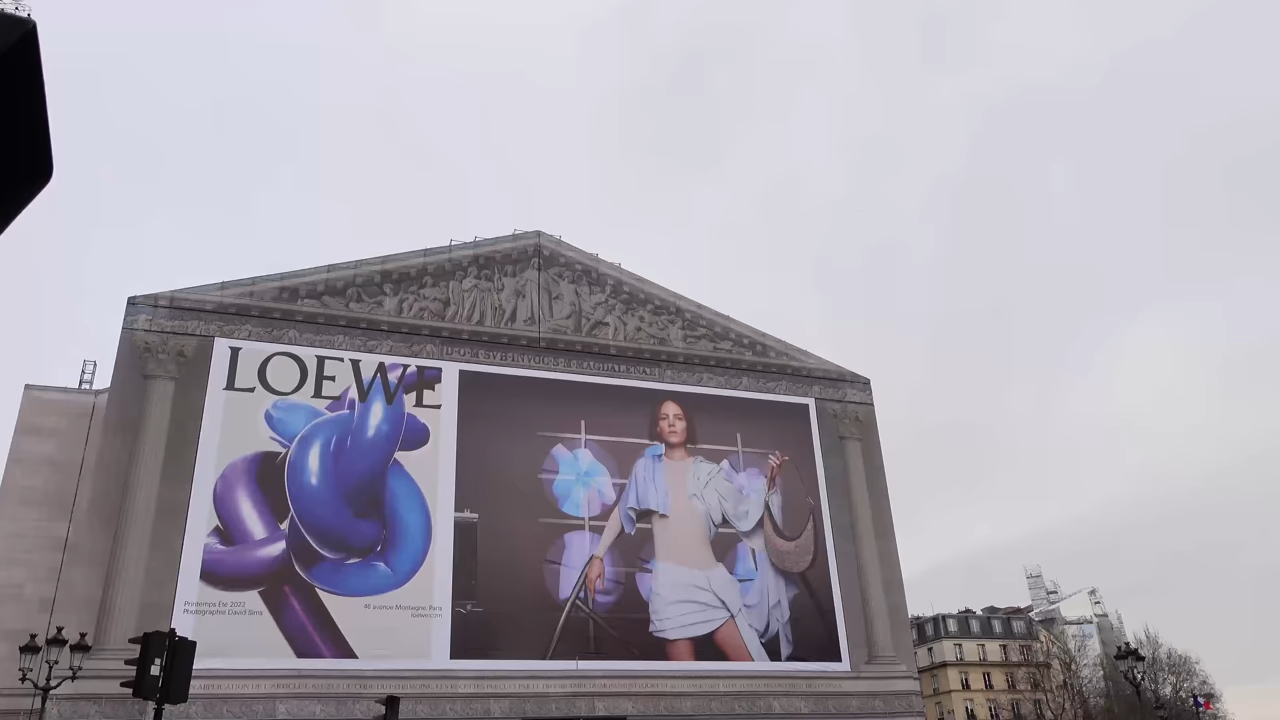 D·O·M·SVB·INVOC·S·M·MAGDALENAE
LOEWE
Printemps Été 2022
Photographie David Sims
46 avenue Montaigne, Paris
loewe.com